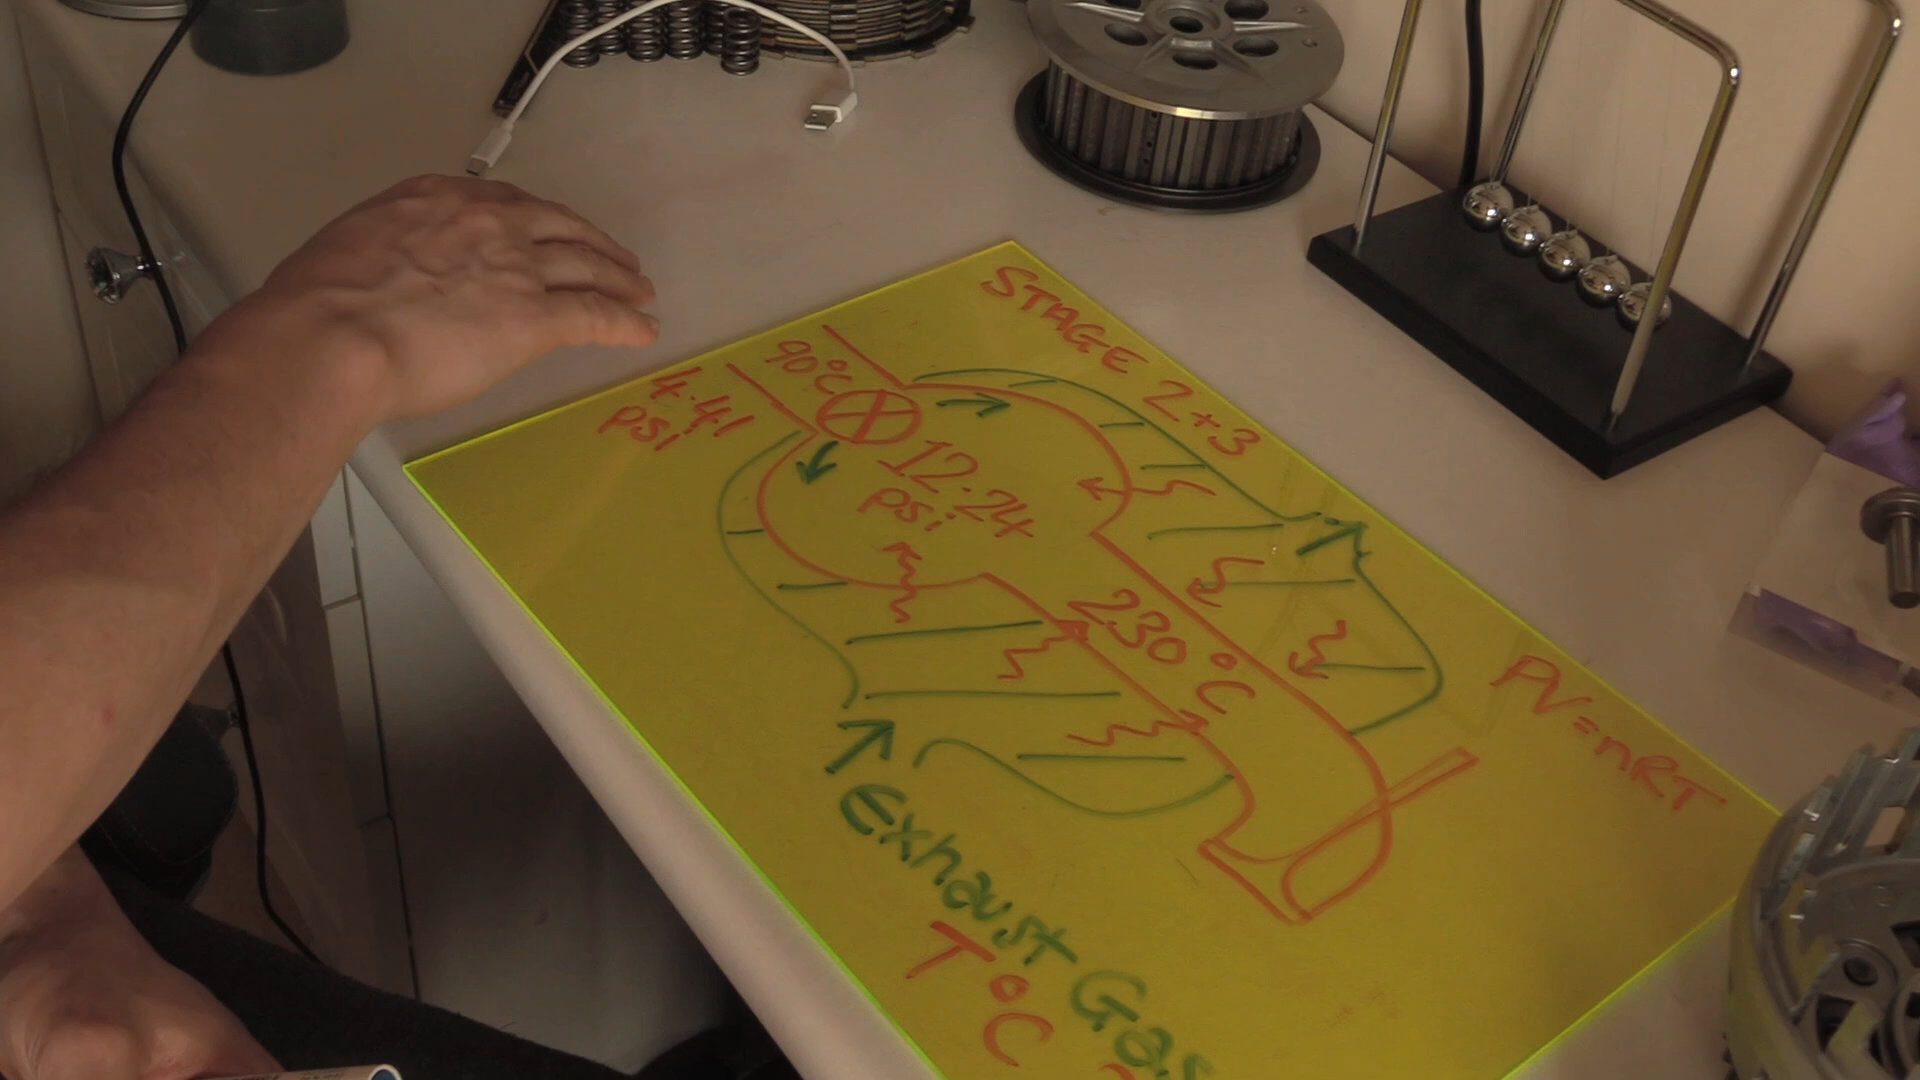 STAGE 2+3
90°C
4.41
psi
12.24
psi
230°C
PV=nRT
Exhaust Gas
T°C